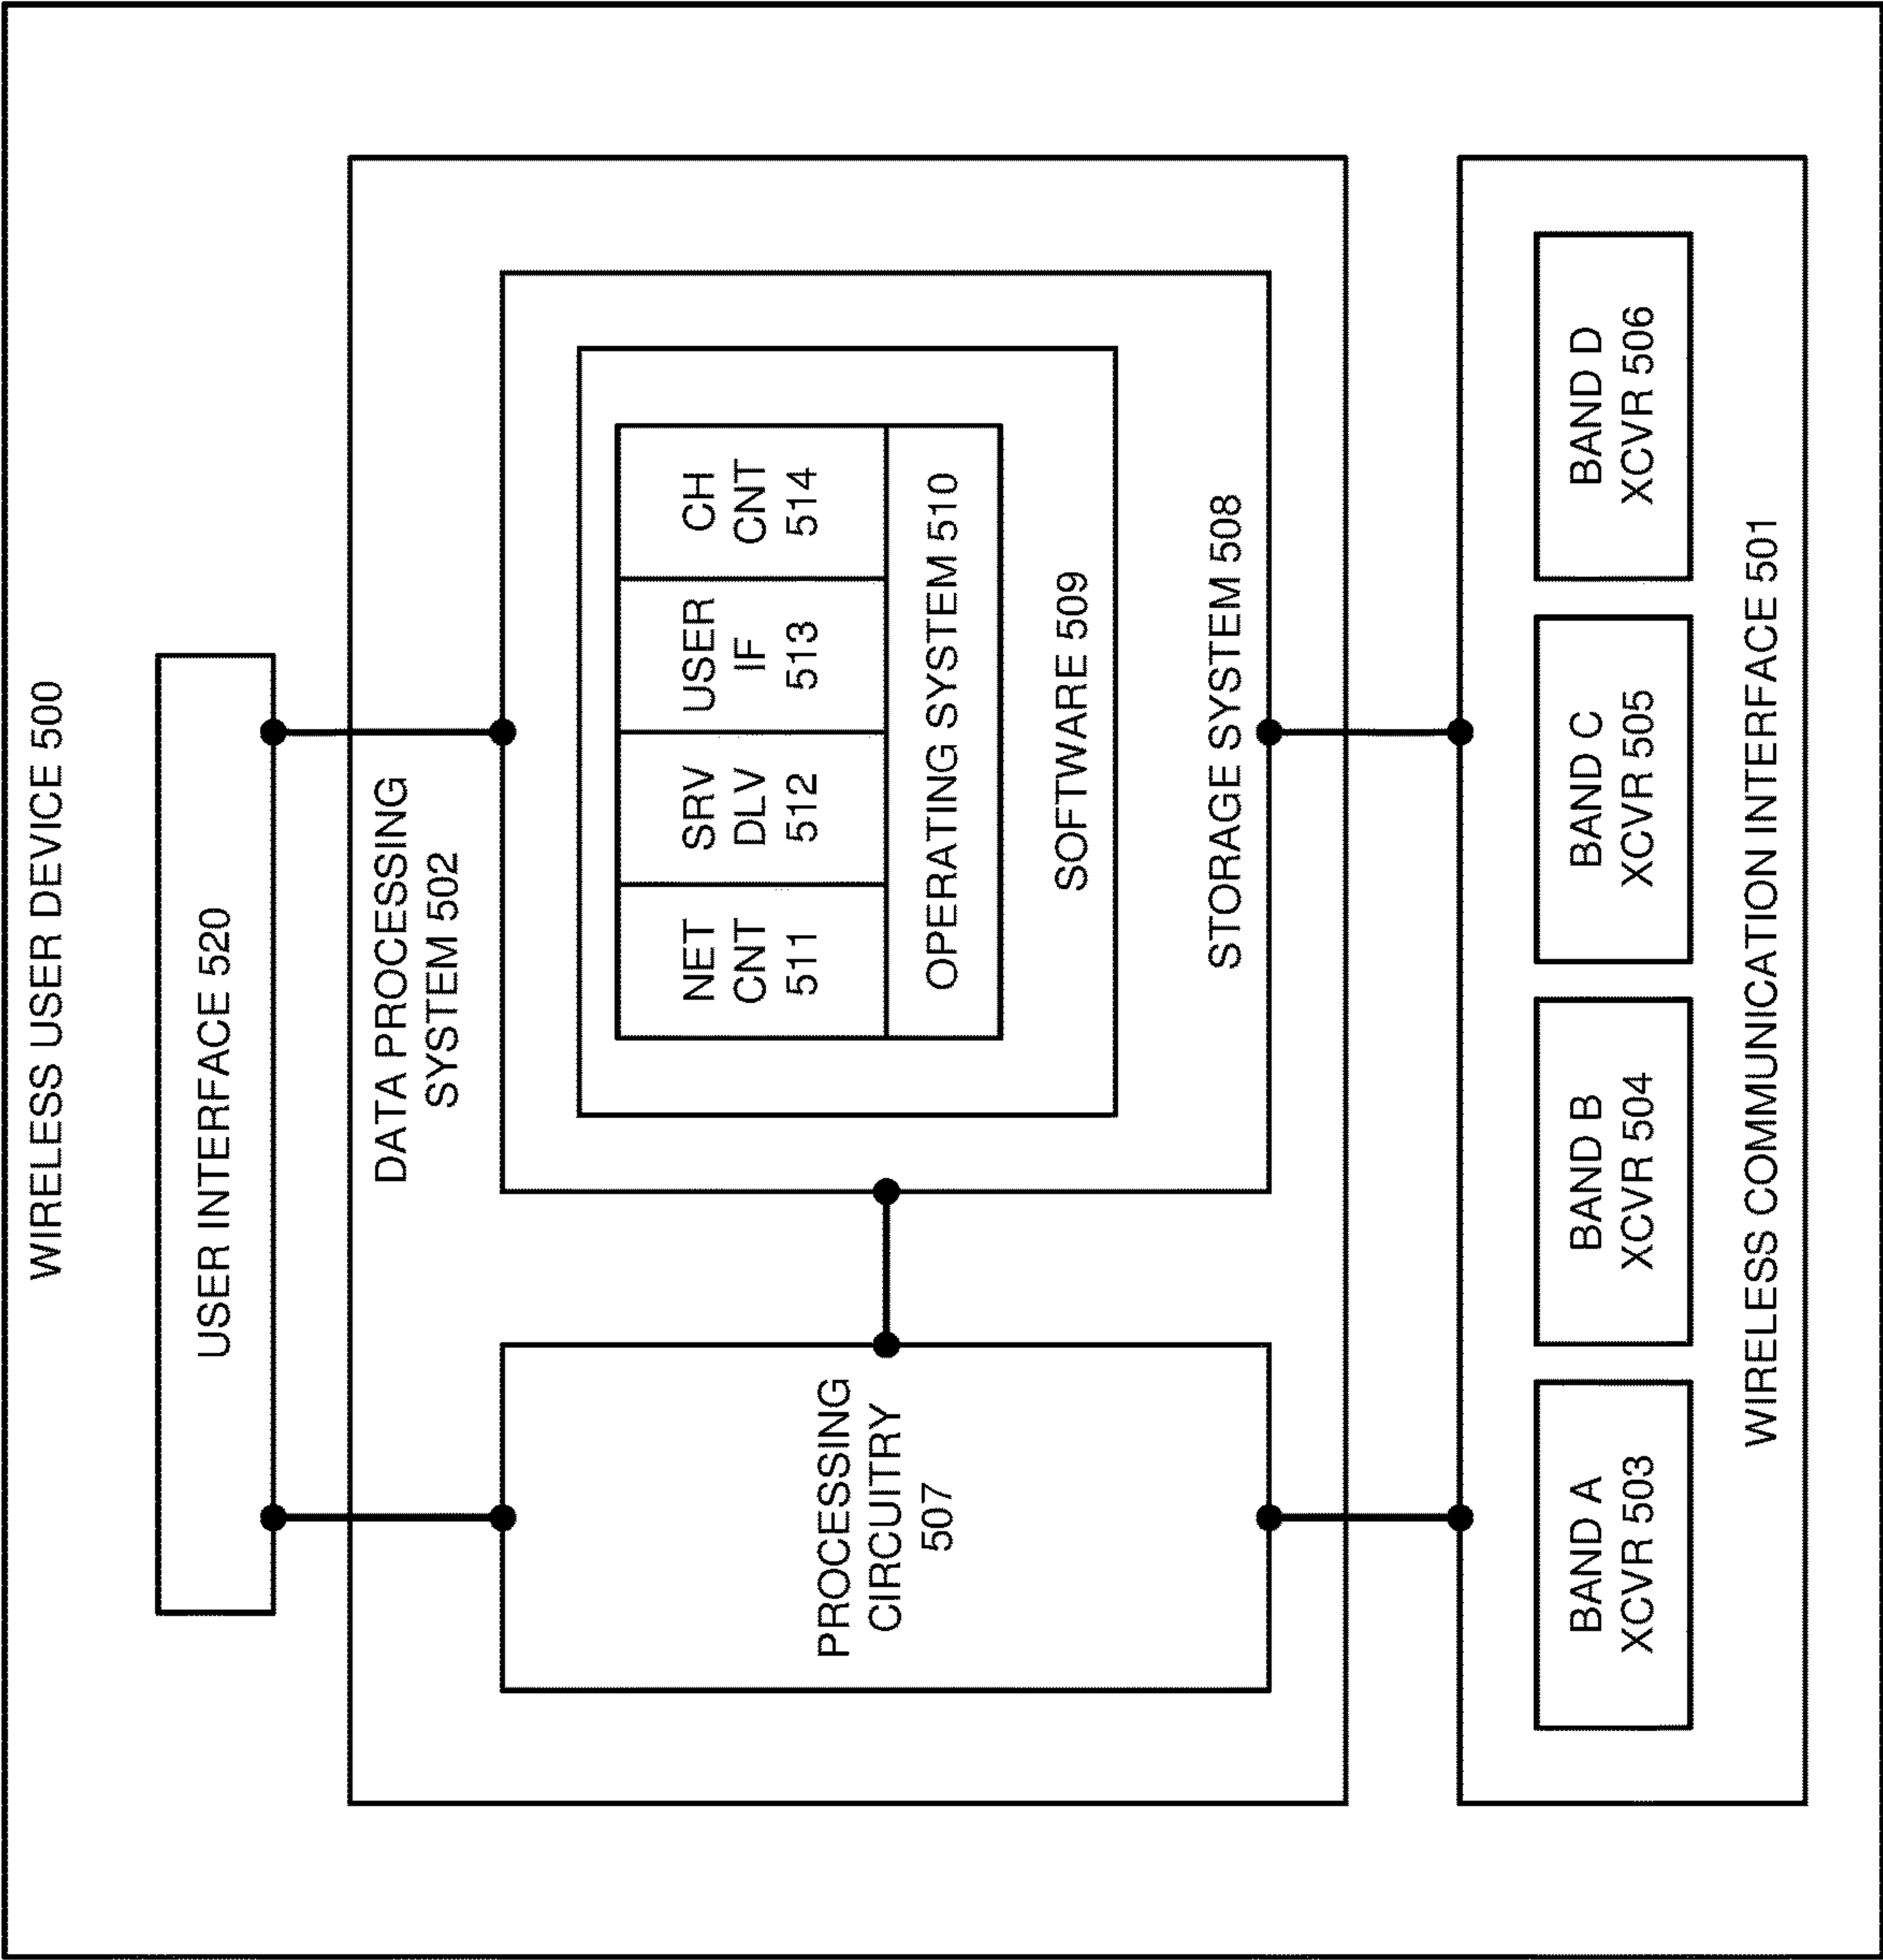 WIRELESS USER DEVICE 500
USER INTERFACE 520
DATA PROCESSING
SYSTEM 502
PROCESSING
CIRCUITRY
507
NET
CNT
511
SRV
DLV
512
USER
IF
513
CH
CNT
514
OPERATING SYSTEM 510
SOFTWARE 509
STORAGE SYSTEM 508
BAND A
XCVR 503
BAND B
XCVR 504
BAND C
XCVR 505
BAND D
XCVR 506
WIRELESS COMMUNICATION INTERFACE 501